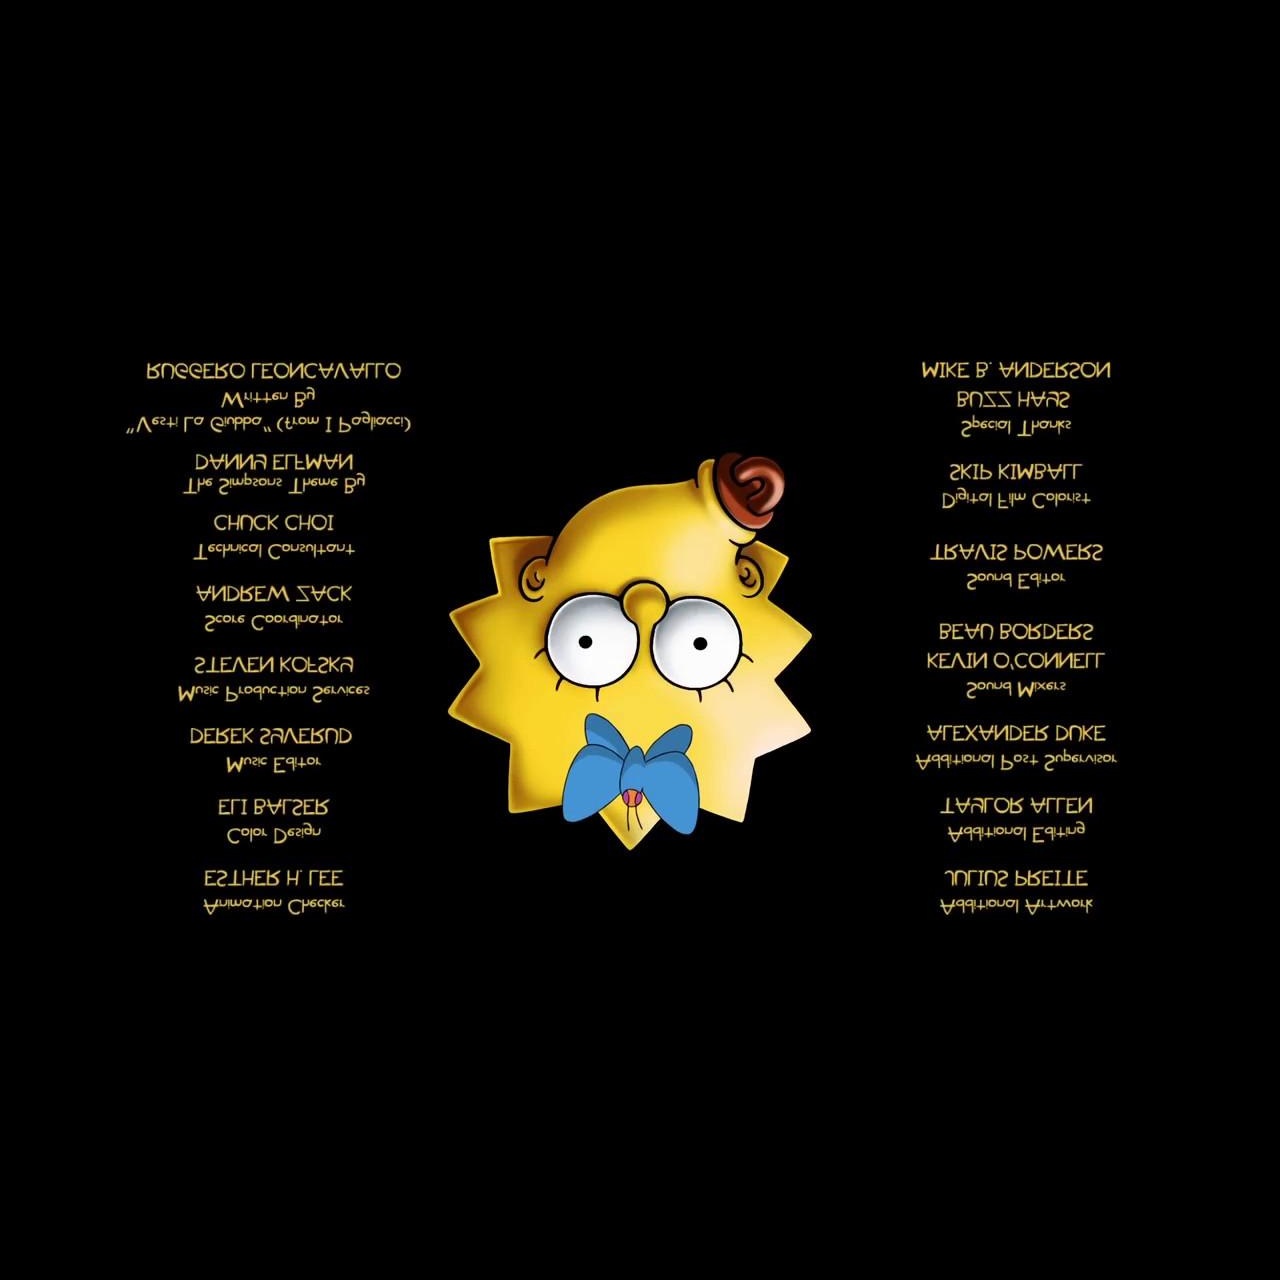 Animation Checker
ESTHER H. LEE
Color Design
ELI BALSER
Music Editor
DEREK SYVERUD
Music Production Services
STEVEN KOFSKY
Score Coordinator
ANDREW ZACK
Technical Consultant
CHUCK CHOI
The Simpsons Theme By
DANNY ELFMAN
"Vesti La Giubba" (from I Pagliacci)
Written By
RUGGERO LEONCAVALLO
Additional Artwork
JULIUS PREITE
Additional Editing
TAYLOR ALLEN
Additional Post Supervisor
ALEXANDER DUKE
Sound Mixers
KEVIN O'CONNELL
BEAU BORDERS
Sound Editor
TRAVIS POWERS
Digital Film Colorist
SKIP KIMBALL
Special Thanks
BUZZ HAYS
MIKE B. ANDERSON